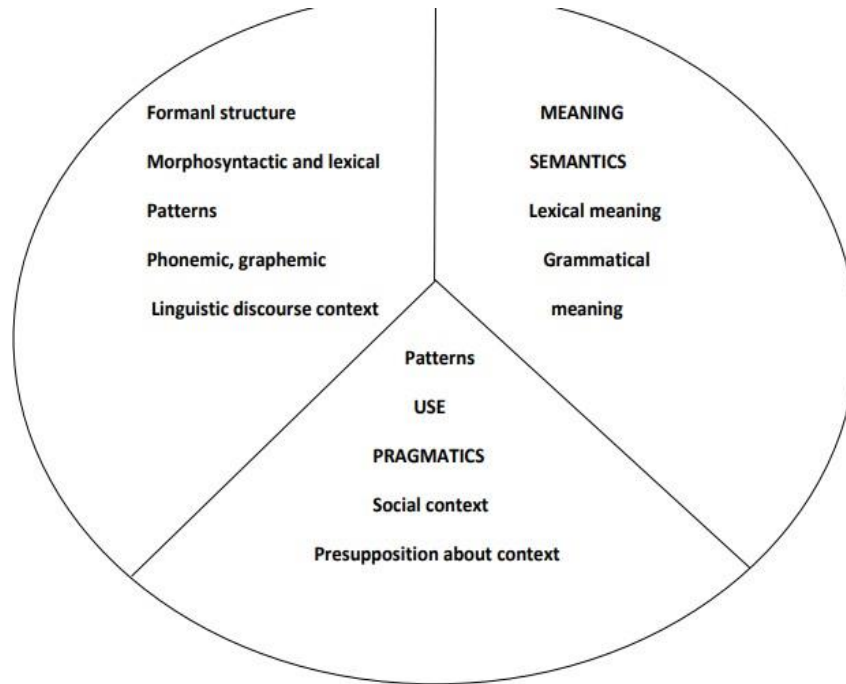 Formanl structure
Morphosyntactic and lexical
Patterns
Phonemic, graphemic
Linguistic discourse context
MEANING
SEMANTICS
Lexical meaning
Grammatical
meaning
Patterns
USE
PRAGMATICS
Social context
Presupposition about context